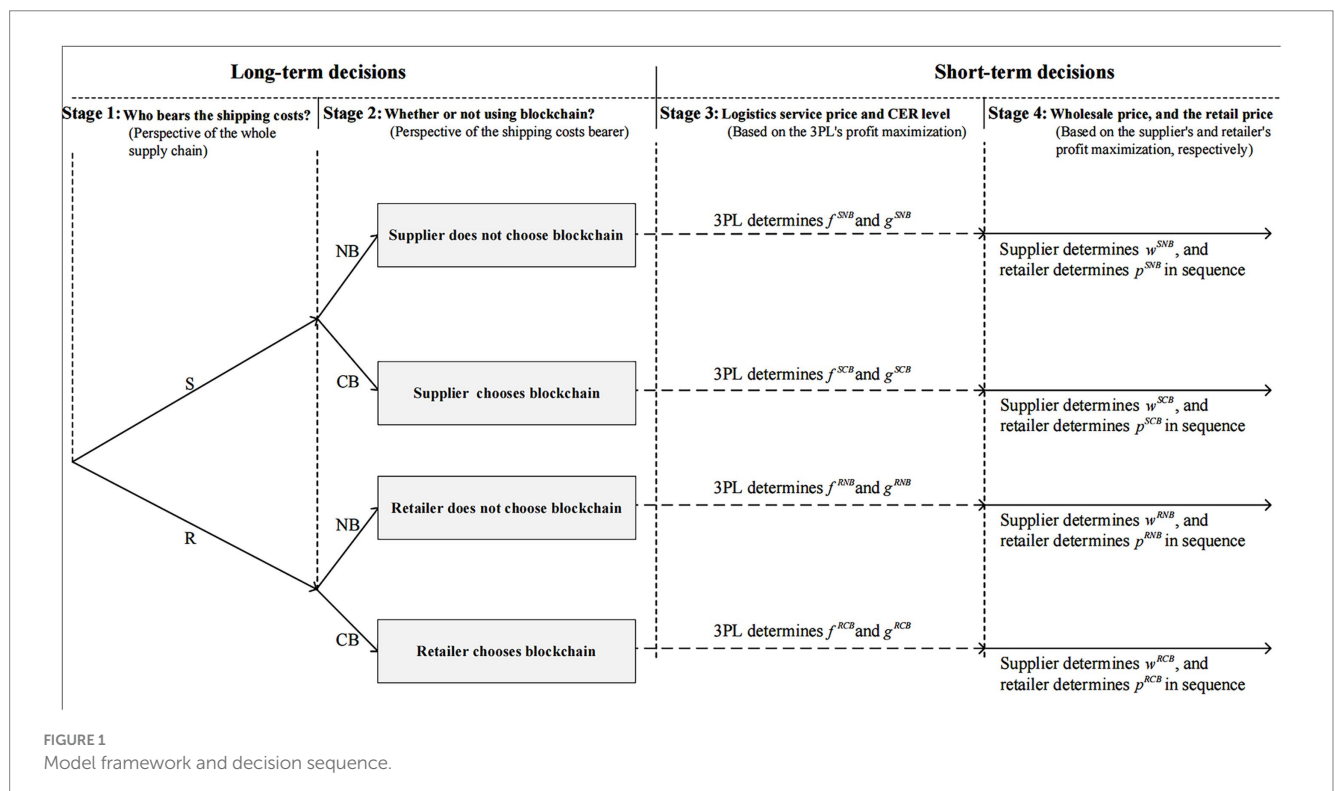 Long-term decisions
Short-term decisions
Stage 1: Who bears the shipping costs?
(Perspective of the whole
supply chain)
Stage 2: Whether or not using blockchain?
(Perspective of the shipping costs bearer)
Stage 3: Logistics service price and CER level
(Based on the 3PL's profit maximization)
Stage 4: Wholesale price, and the retail price
(Based on the supplier's and retailer's
profit maximization, respectively)
S
R
NB
Supplier does not choose blockchain
3PL determines f^SNB and g^SNB
Supplier determines w^SNB, and
retailer determines p^SNB in sequence
CB
Supplier chooses blockchain
3PL determines f^SCB and g^SCB
Supplier determines w^SCB, and
retailer determines p^SCB in sequence
NB
Retailer does not choose blockchain
3PL determines f^RNB and g^RNB
Supplier determines w^RNB, and
retailer determines p^RNB in sequence
CB
Retailer chooses blockchain
3PL determines f^RCB and g^RCB
Supplier determines w^RCB, and
retailer determines p^RCB in sequence
FIGURE 1
Model framework and decision sequence.